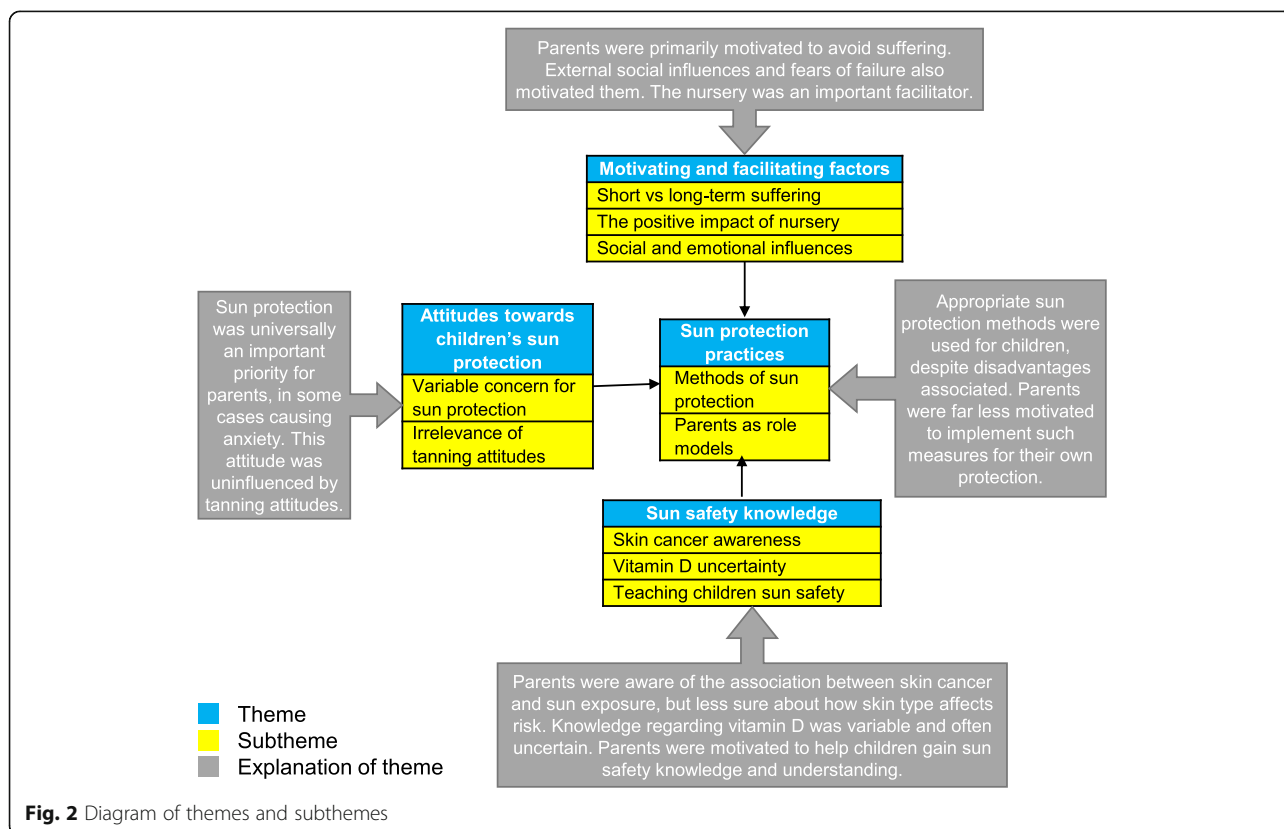 Parents were primarily motivated to avoid suffering.
External social influences and fears of failure also
motivated them. The nursery was an important facilitator.
Motivating and facilitating factors
Short vs long-term suffering
The positive impact of nursery
Social and emotional influences
Sun protection
was universally
an important
priority for
parents, in some
cases causing
anxiety. This
attitude was
uninfluenced by
tanning attitudes.
Attitudes towards
children’s sun
protection
Variable concern for
sun protection
Irrelevance of
tanning attitudes
Sun protection
practices
Methods of sun
protection
Parents as role
models
Appropriate sun
protection methods were
used for children,
despite disadvantages
associated. Parents
were far less motivated
to implement such
measures for their own
protection.
Sun safety knowledge
Skin cancer awareness
Vitamin D uncertainty
Teaching children sun safety
Parents were aware of the association between skin cancer
and sun exposure, but less sure about how skin type affects
risk. Knowledge regarding vitamin D was variable and often
uncertain. Parents were motivated to help children gain sun
safety knowledge and understanding.
Theme
Subtheme
Explanation of theme
Fig. 2 Diagram of themes and subthemes